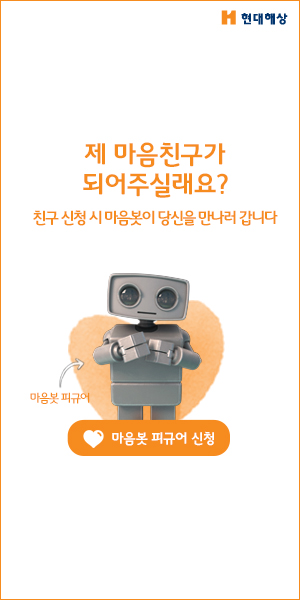 현대해상
제 마음친구가
되어주실래요?
친구 신청 시 마음봇이 당신을 만나러 갑니다
마음봇 피규어
마음봇 피규어 신청